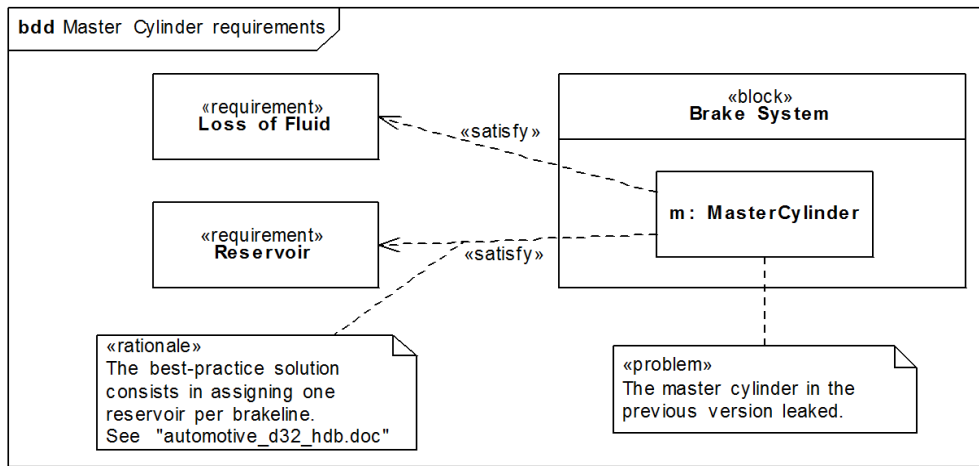 bdd Master Cylinder requirements
«requirement»
Loss of Fluid
«satisfy»
«block»
Brake System
m: MasterCylinder
«requirement»
Reservoir
«satisfy»
«rationale»
The best-practice solution
consists in assigning one
reservoir per brakeline.
See "automotive_d32_hdb.doc"
«problem»
The master cylinder in the
previous version leaked.